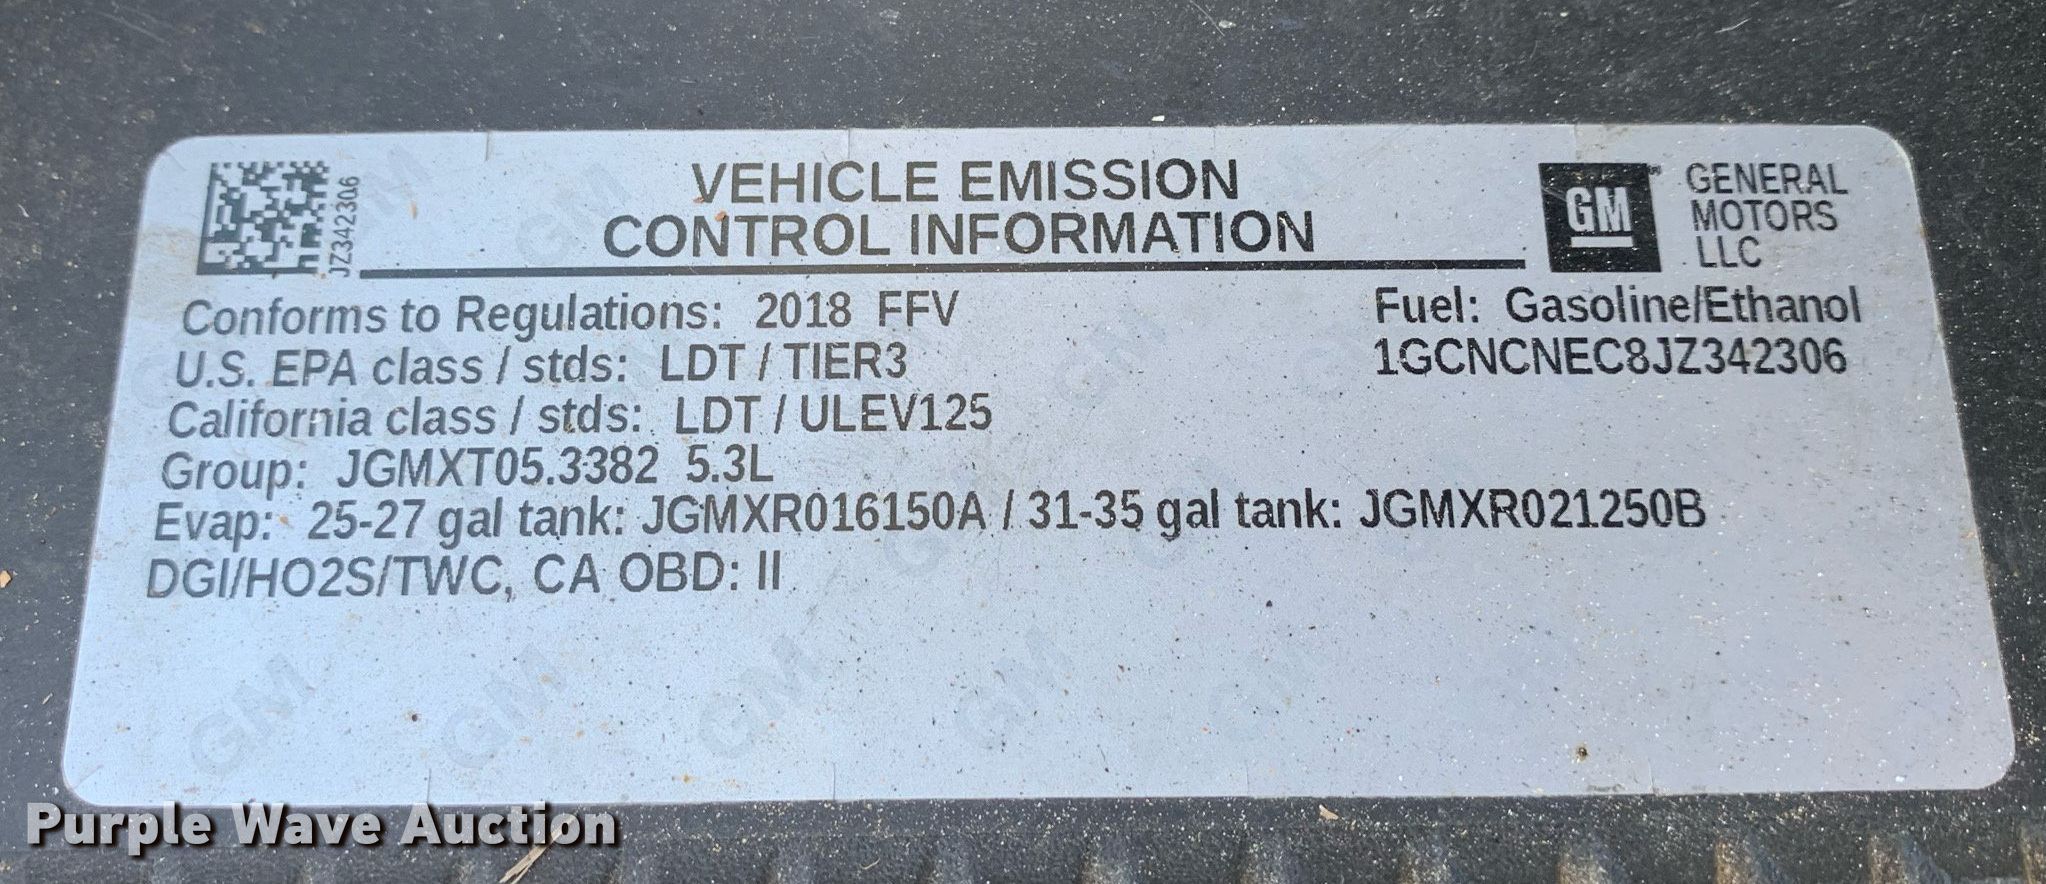 JZ342306
VEHICLE EMISSION
CONTROL INFORMATION
GM
GENERAL
MOTORS
LLC
Conforms to Regulations: 2018 FFV
Fuel: Gasoline/Ethanol
U.S. EPA class / stds: LDT / TIER3
1GCNCNEC8JZ342306
California class / stds: LDT / ULEV125
Group: JGMXT05.3382 5.3L
Evap: 25-27 gal tank: JGMXR016150A / 31-35 gal tank: JGMXR021250B
DGI/HO2S/TWC, CA OBD: II
Purple Wave Auction